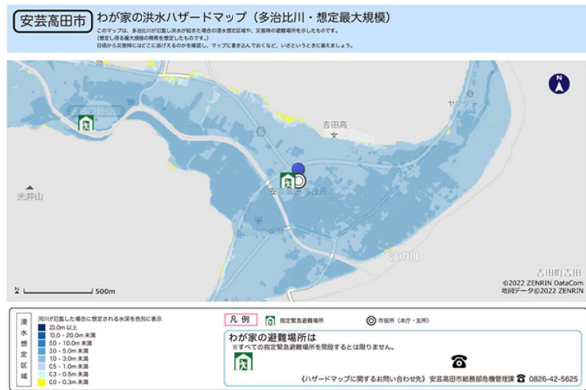 安芸高田市
わが家の洪水ハザードマップ（多治比川・想定最大規模）
このマップは、多治比川が氾濫し洪水が起きた場合の浸水想定区域や、災害時の避難場所を示したものです。
（想定し得る最大規模の降雨を想定したものです。）
日頃から災害時にはどこに逃げるのかを確認し、マップに書き込んでおくなど、いざというときに備えましょう。
N
吉田高
光井山
江の川
500m
吉田町吉田
©2022 ZENRIN DataCom
地図データ©2022 ZENRIN
浸水想定区域
河川が氾濫した場合に想定される水深を色別に表示
20.0m 以上
10.0 - 20.0m 未満
5.0 - 10.0m 未満
3.0 - 5.0m 未満
1.0 - 3.0m 未満
0.5 - 1.0m 未満
0.3 - 0.5m 未満
0.0 - 0.3m 未満
凡 例
指定緊急避難場所
市役所（本庁・支所）
わが家の避難場所は
※すべての指定緊急避難場所を開設するとは限りません。
《ハザードマップに関するお問い合わせ先》 安芸高田市総務部危機管理課 ☎ 0826-42-5625